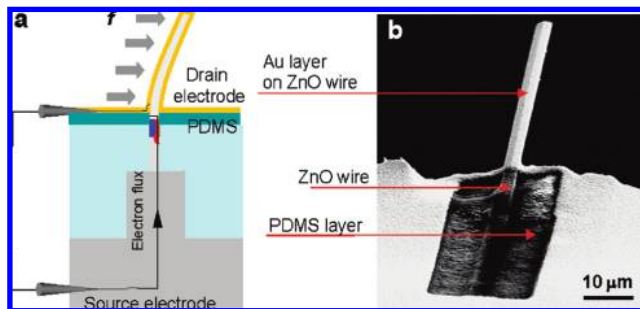 a
f
Drain
electrode
PDMS
Electron flux
Source electrode
b
Au layer
on ZnO wire
ZnO wire
PDMS layer
10 μm